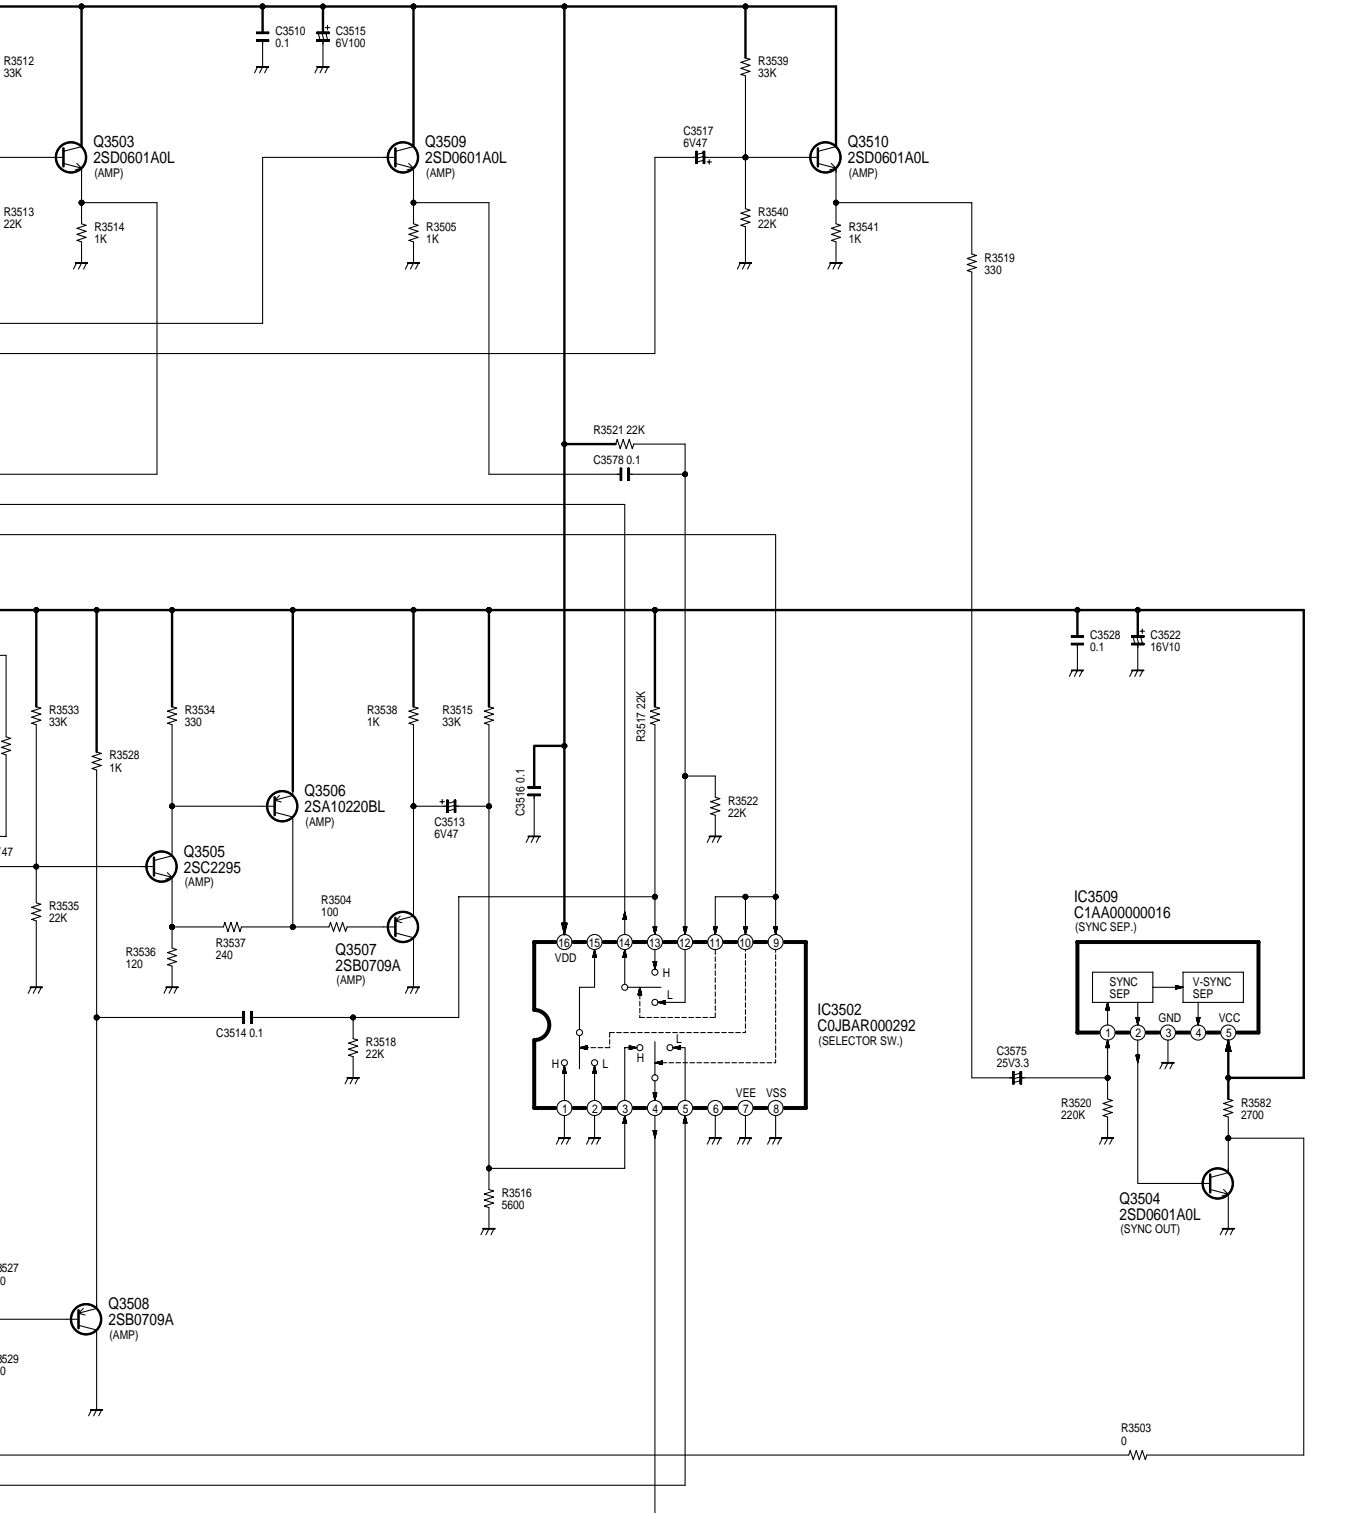 C3510
0.1
C3515
6V100
+
R3512
33K
R3539
33K
Q3503
2SD0601A0L
(AMP)
Q3509
2SD0601A0L
(AMP)
C3517
6V47
+
Q3510
2SD0601A0L
(AMP)
R3513
22K
R3514
1K
R3505
1K
R3540
22K
R3541
1K
R3519
330
R3521 22K
C3578 0.1
C3528
0.1
+
C3522
16V10
R3533
33K
R3534
330
R3538
1K
R3515
33K
R3517 22K
R3528
1K
C3516 0.1
Q3506
2SA10220BL
(AMP)
+
C3513
6V47
R3522
22K
47
Q3505
2SC2295
(AMP)
R3535
22K
R3504
100
R3536
120
R3537
240
Q3507
2SB0709A
(AMP)
IC3509
C1AA00000016
(SYNC SEP.)
16 15 14 13 12 11 10 9
VDD
H
L
SYNC
SEP
V-SYNC
SEP
IC3502
C0JBAR000292
(SELECTOR SW.)
GND
VCC
1 2 3 4 5
C3514 0.1
R3518
22K
H
L
H
L
C3575
25V3.3
VEE VSS
1 2 3 4 5 6 7 8
R3520
220K
R3582
2700
R3516
5600
Q3504
2SD0601A0L
(SYNC OUT)
3527
0
Q3508
2SB0709A
(AMP)
3529
0
R3503
0